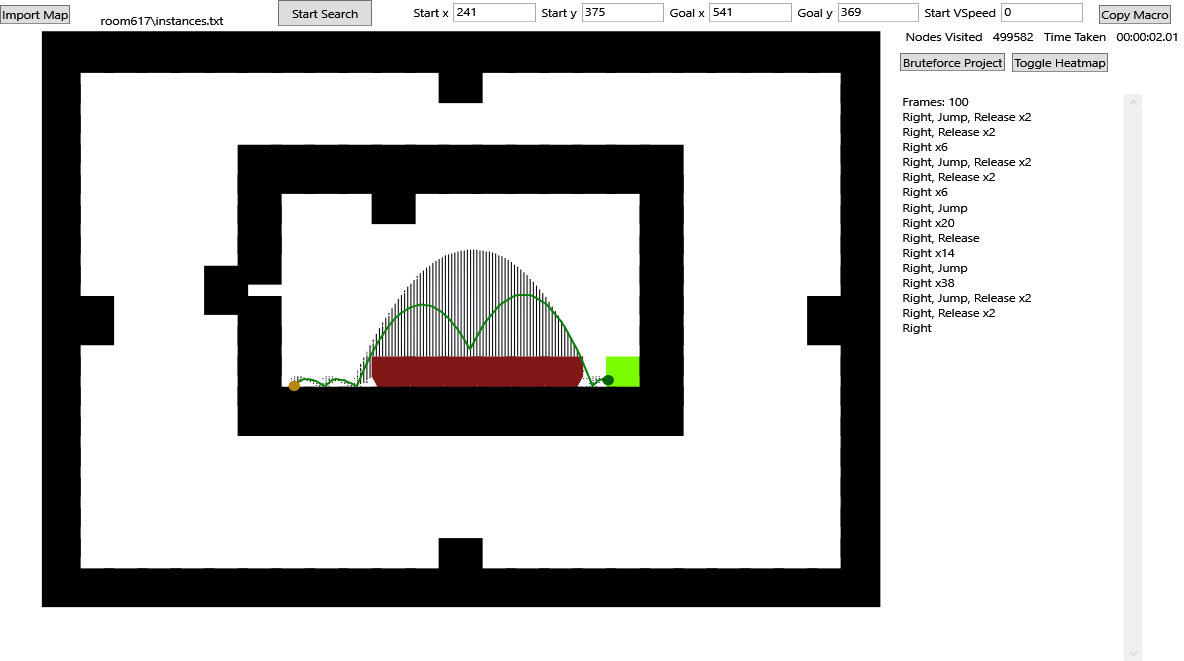 Import Map
room617\instances.txt
Start Search
Start x 241 Start y 375 Goal x 541 Goal y 369 Start VSpeed 0
Copy Macro
Nodes Visited 499582 Time Taken 00:00:02.01
Bruteforce Project Toggle Heatmap
Frames: 100
Right, Jump, Release x2
Right, Release x2
Right x6
Right, Jump, Release x2
Right, Release x2
Right x6
Right, Jump
Right x20
Right, Release
Right x14
Right, Jump
Right x38
Right, Jump, Release x2
Right, Release x2
Right